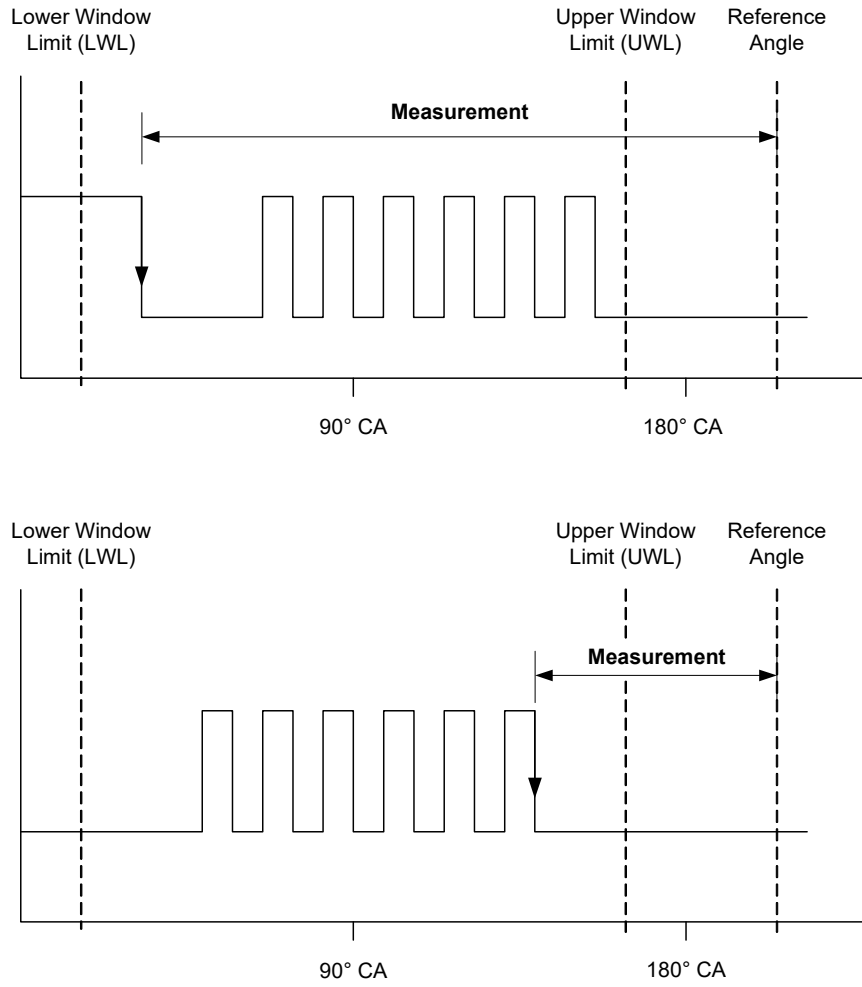 Lower Window
Limit (LWL)
Upper Window
Limit (UWL)
Reference
Angle
Measurement
90° CA
180° CA
Lower Window
Limit (LWL)
Upper Window
Limit (UWL)
Reference
Angle
Measurement
90° CA
180° CA